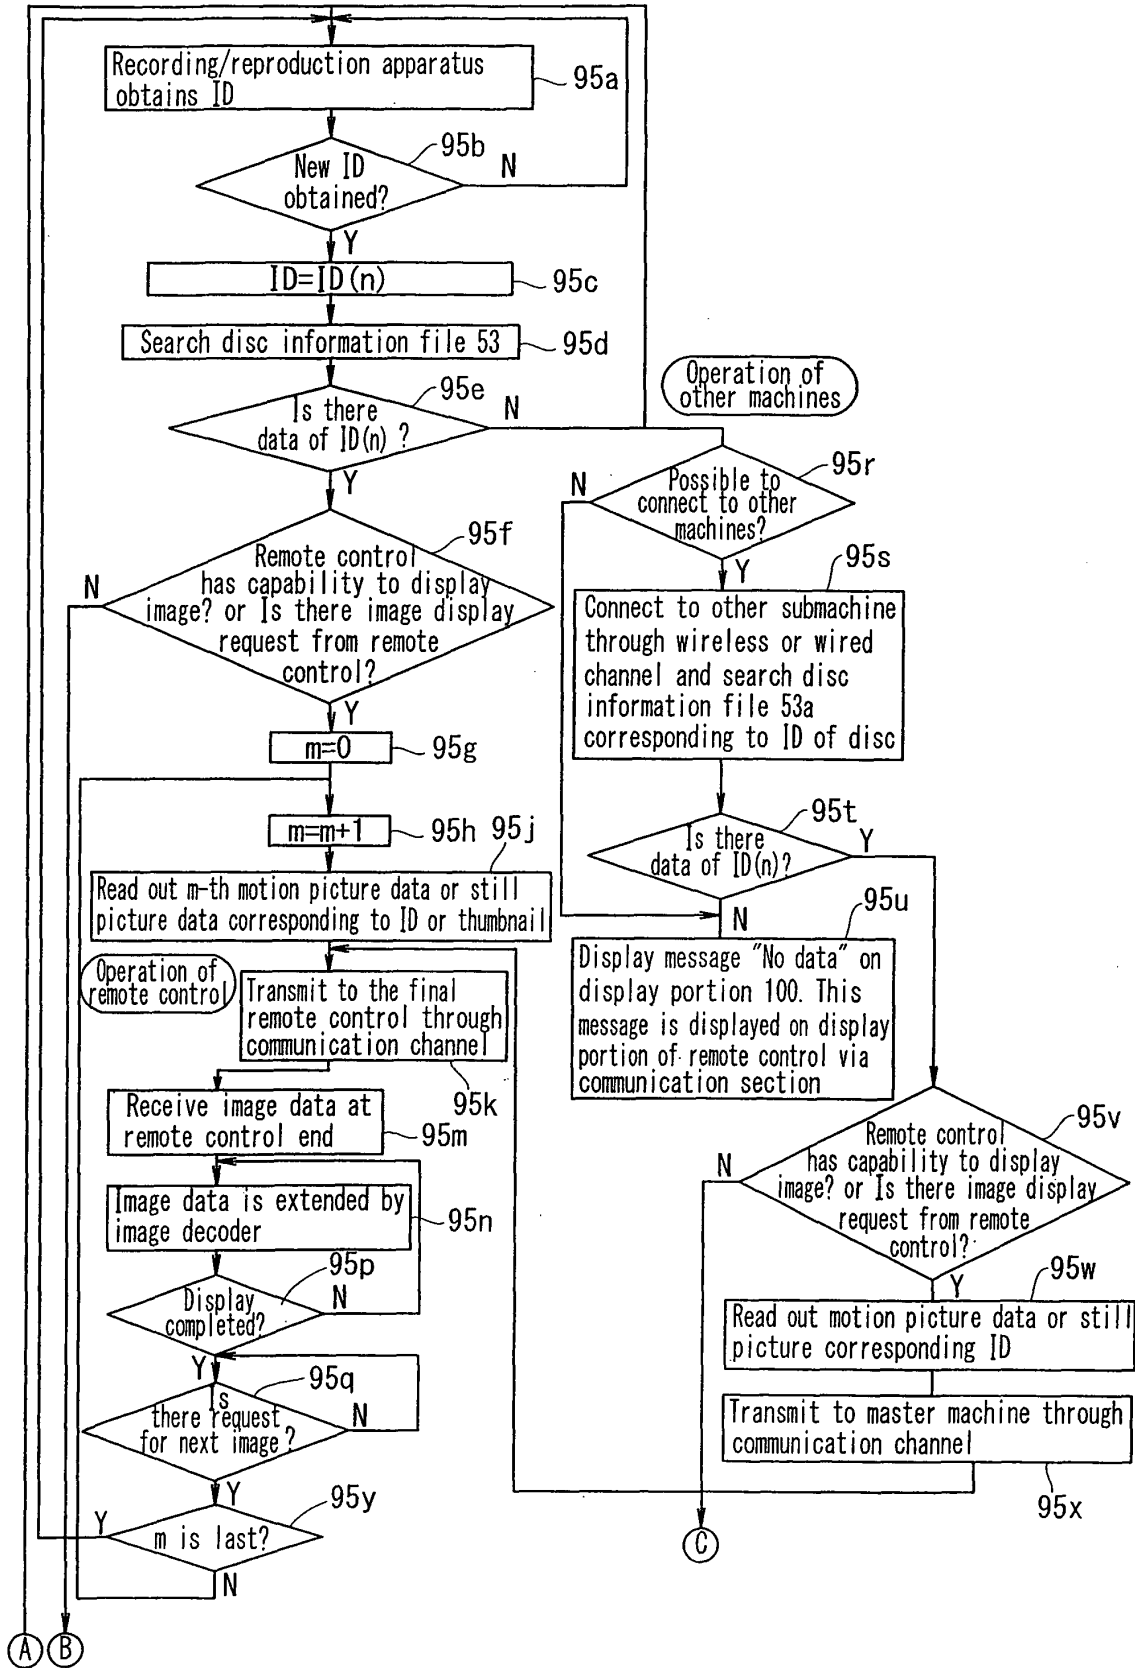 Recording/reproduction apparatus
obtains ID
95a
95b
New ID
obtained?
N
Y
ID=ID(n)
95c
Search disc information file 53
95d
95e
Is there
data of ID(n) ?
N
Y
Operation of
other machines
95r
Possible to
connect to other
machines?
N
Y
95f
Remote control
has capability to display
image? or Is there image display
request from remote
control?
N
Y
95s
Connect to other submachine
through wireless or wired
channel and search disc
information file 53a
corresponding to ID of disc
m=0
95g
m=m+1
95h
95j
Read out m-th motion picture data or still
picture data corresponding to ID or thumbnail
95t
Is there
data of ID(n)?
Y
N
95u
Display message "No data" on
display portion 100. This
message is displayed on display
portion of remote control via
communication section
Operation of
remote control
Transmit to the final
remote control through
communication channel
95k
Receive image data at
remote control end
95m
Image data is extended by
image decoder
95n
95p
Display
completed?
N
Y
95q
Is
there request
for next image?
N
Y
95y
m is last?
Y
N
95v
Remote control
has capability to display
image? or Is there image display
request from remote
control?
N
Y
95w
Read out motion picture data or still
picture corresponding ID
Transmit to master machine through
communication channel
95x
C
A
B